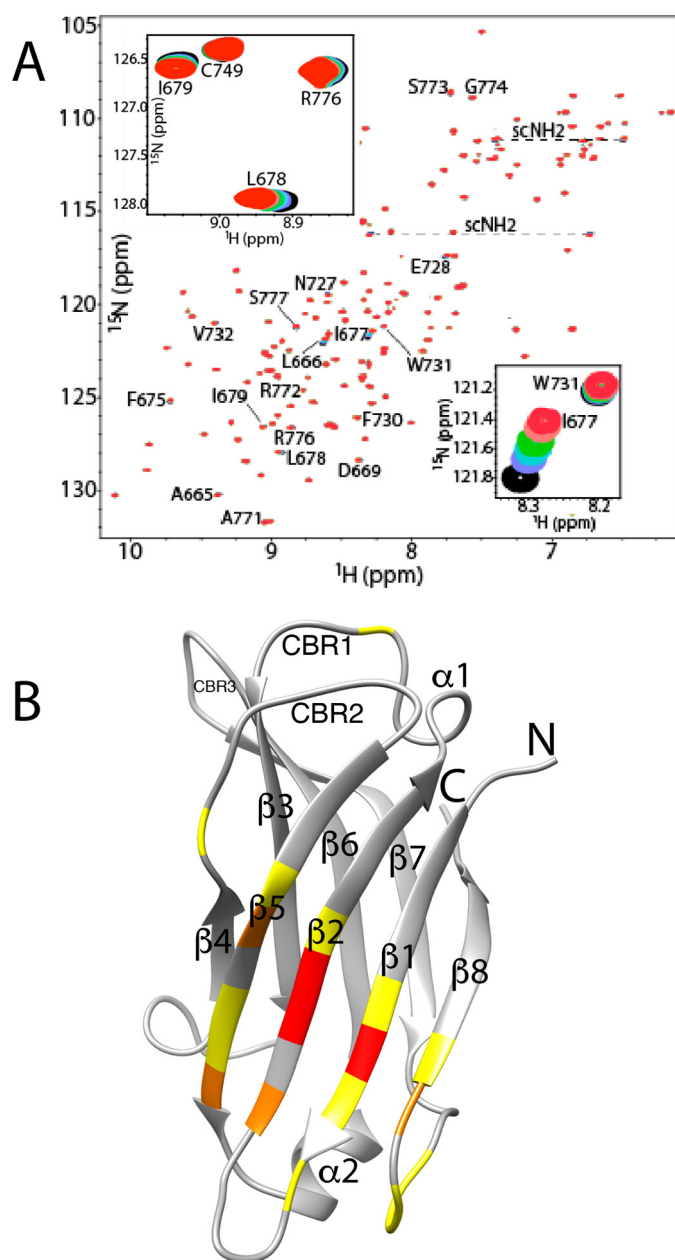 A
105
110
115
120
125
130
15N (ppm)
10
9
8
7
1H (ppm)
126.5
127.0
127.8
128.0
15N (ppm)
I679
C749
R776
L678
9.0
8.9
1H (ppm)
S773 G774
scNH2
scNH2
E728
N727
S777
V732
I677
L666
W731
I679
R772
F675
F730
R776
L678
D669
A665
A771
121.2
121.4
121.6
121.8
15N (ppm)
W731
I677
8.3
8.2
1H (ppm)
B
CBR1
CBR3
CBR2
α1
N
C
β3
β6
β7
β5
β2
β4
β1
β8
α2